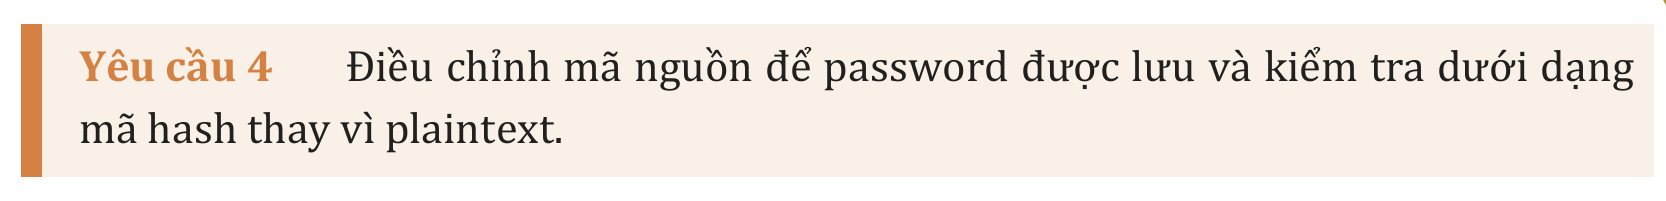 Yêu cầu 4 Điều chỉnh mã nguồn để password được lưu và kiểm tra dưới dạng
mã hash thay vì plaintext.